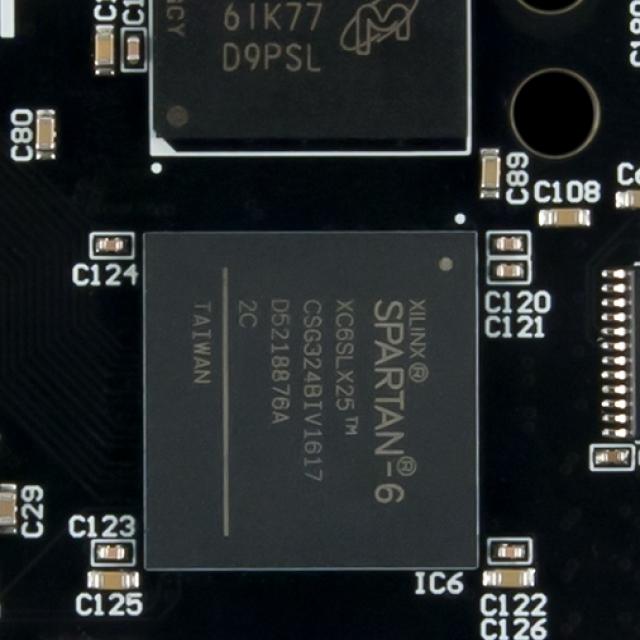 6IK77
D9PSL
C80
C89
C108
C124
C120
C121
XILINX®
SPARTAN®-6
XC6SLX25™
CSG324BIV1617
D5218876A
2C
TAIWAN
C29
C123
C125
IC6
C122
C126